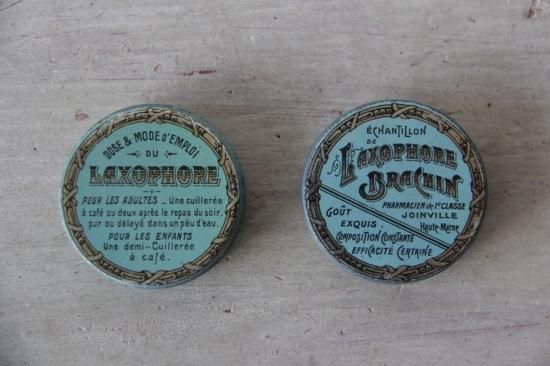 DOSE & MODE D'EMPLOI
DU
LAXOPHORE
POUR LES ADULTES _ Une cuillerée
à café ou deux après le repas du soir,
pur ou délayé dans un peu d'eau.
POUR LES ENFANTS
Une demi-Cuillerée
à café.
ÉCHANTILLON
DE
LAXOPHORE
BRACHIN
PHARMACIEN de 1re CLASSE
JOINVILLE
Haute-Marne
GOÛT
EXQUIS
COMPOSITION CONSTANTE
EFFICACITÉ CERTAINE